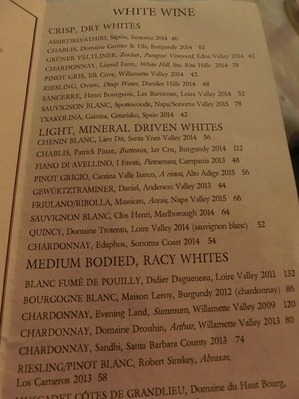 WHITE WINE
CRISP, DRY WHITES
ASSIRTIKO/ATHIRI, Sigalas, Santorini 2014 40
CHABLIS, Domaine Garnier & Fils, Burgundy 2014 52
GRÜNER VELTLINER, Zocker, Paragon Vineyard, Edna Valley 2014 42
CHARDONNAY, Liquid Farm, White Hill, Sta. Rita Hills 2014 78
PINOT GRIS, Elk Cove, Willamette Valley 2014 42
RIESLING, Ovum, Deep Water, Dundee Hills 2014 48
SANCERRE, Henri Bourgeois, Les Baronnes, Loire Valley 2014 52
SAUVIGNON BLANC, Spottswoode, Napa/Sonoma Valley 2015 78
TXAKOLINA, Gaintza, Getariako, Spain 2014 42
LIGHT, MINERAL DRIVEN WHITES
CHENIN BLANC, Lieu Dit, Santa Ynez Valley 2014 56
CHABLIS, Patrick Piuze, Butteaux, 1er Cru, Burgundy 2014 112
FIANO DI AVELLINO, I Favati, Pietramara, Campania 2013 48
PINOT GRIGIO, Cantina Valle Isarco, A ristos, Alto Adige 2015 56
GEWÜRTZTRAMINER, Daniel, Anderson Valley 2013 44
FRIULANO/RIBOLLA, Massican, Annia, Napa Valley 2015 66
SAUVIGNON BLANC, Clos Henri, Marlborough 2014 64
QUINCY, Domaine Trotereau, Loire Valley 2014 (sauvignon blanc) 52
CHARDONNAY, Edaphos, Sonoma Coast 2014 54
MEDIUM BODIED, RACY WHITES
BLANC FUMÉ DE POUILLY, Didier Dagueneau, Loire Valley 2011 132
BOURGOGNE BLANC, Maison Leroy, Burgundy 2012 (chardonnay) 86
CHARDONNAY, Evening Land, Summum, Willamette Valley 2009 120
CHARDONNAY, Domaine Drouhin, Arthur, Willamette Valley 2013 80
CHARDONNAY, Sandhi, Santa Barbara County 2013 74
RIESLING/PINOT BLANC, Robert Sinskey, Abraxas,
Los Carneros 2013 58
MUSCADET CÔTES DE GRANDLIEU, Domaine du Haut Bourg,